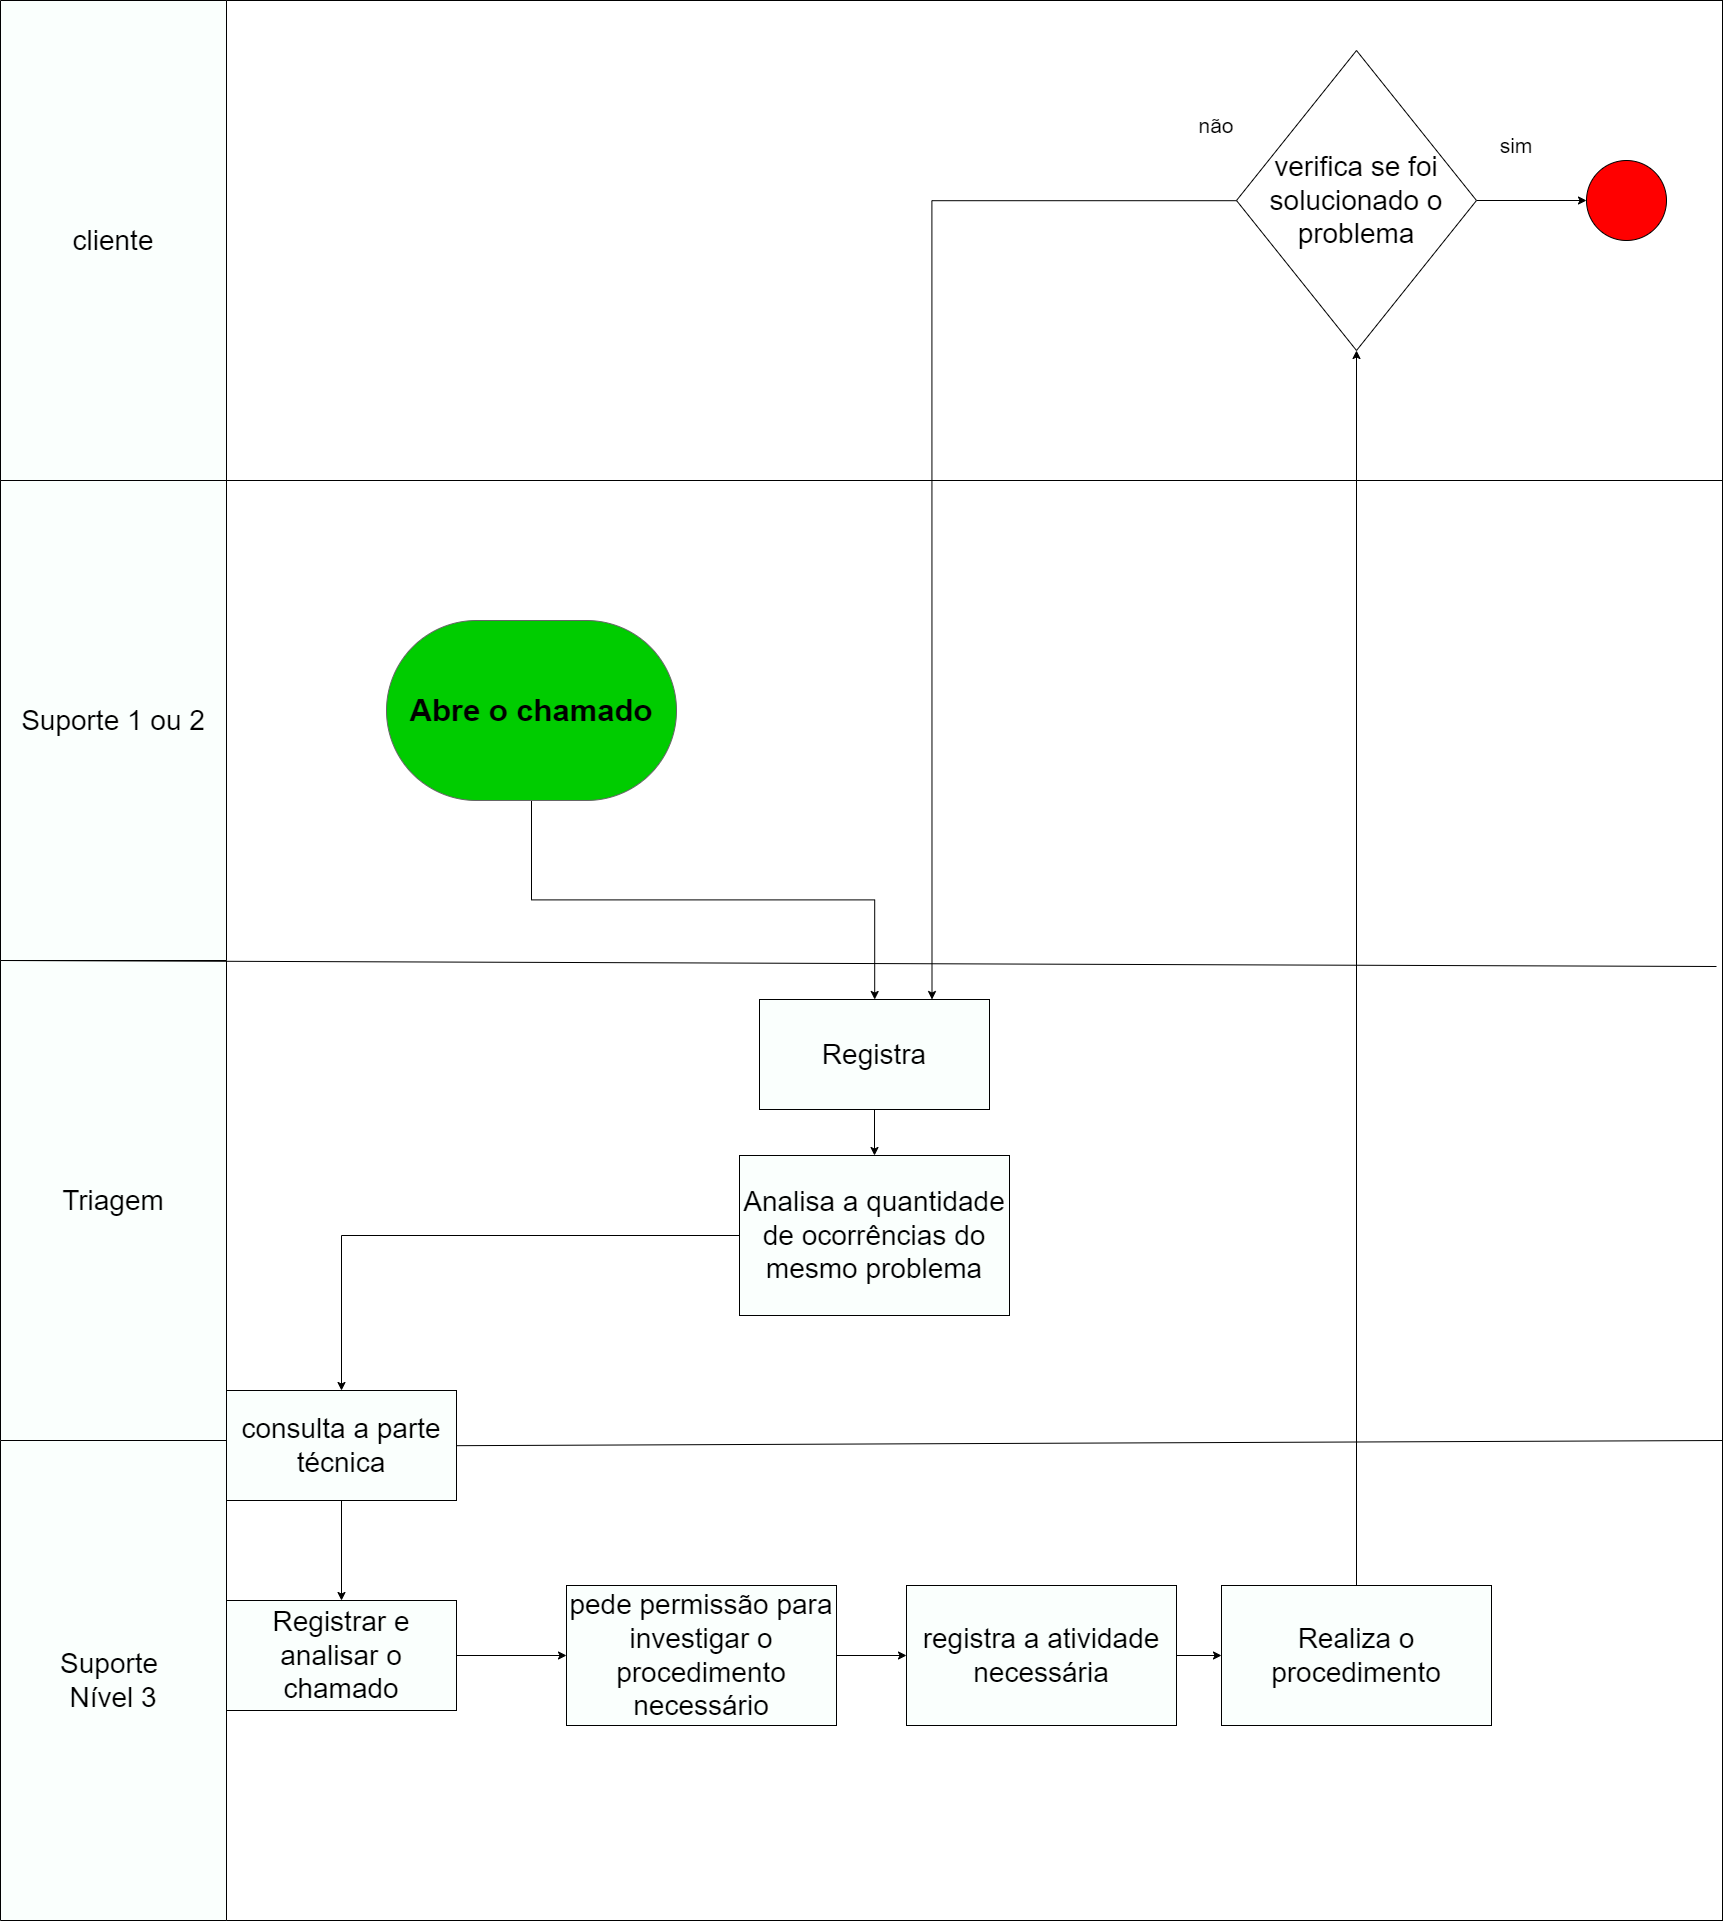 cliente
não
sim
verifica se foi
solucionado o
problema
Suporte 1 ou 2
Abre o chamado
Triagem
Registra
Analisa a quantidade
de ocorrências do
mesmo problema
consulta a parte
técnica
Suporte
Nível 3
Registrar e
analisar o
chamado
pede permissão para
investigar o
procedimento
necessário
registra a atividade
necessária
Realiza o
procedimento